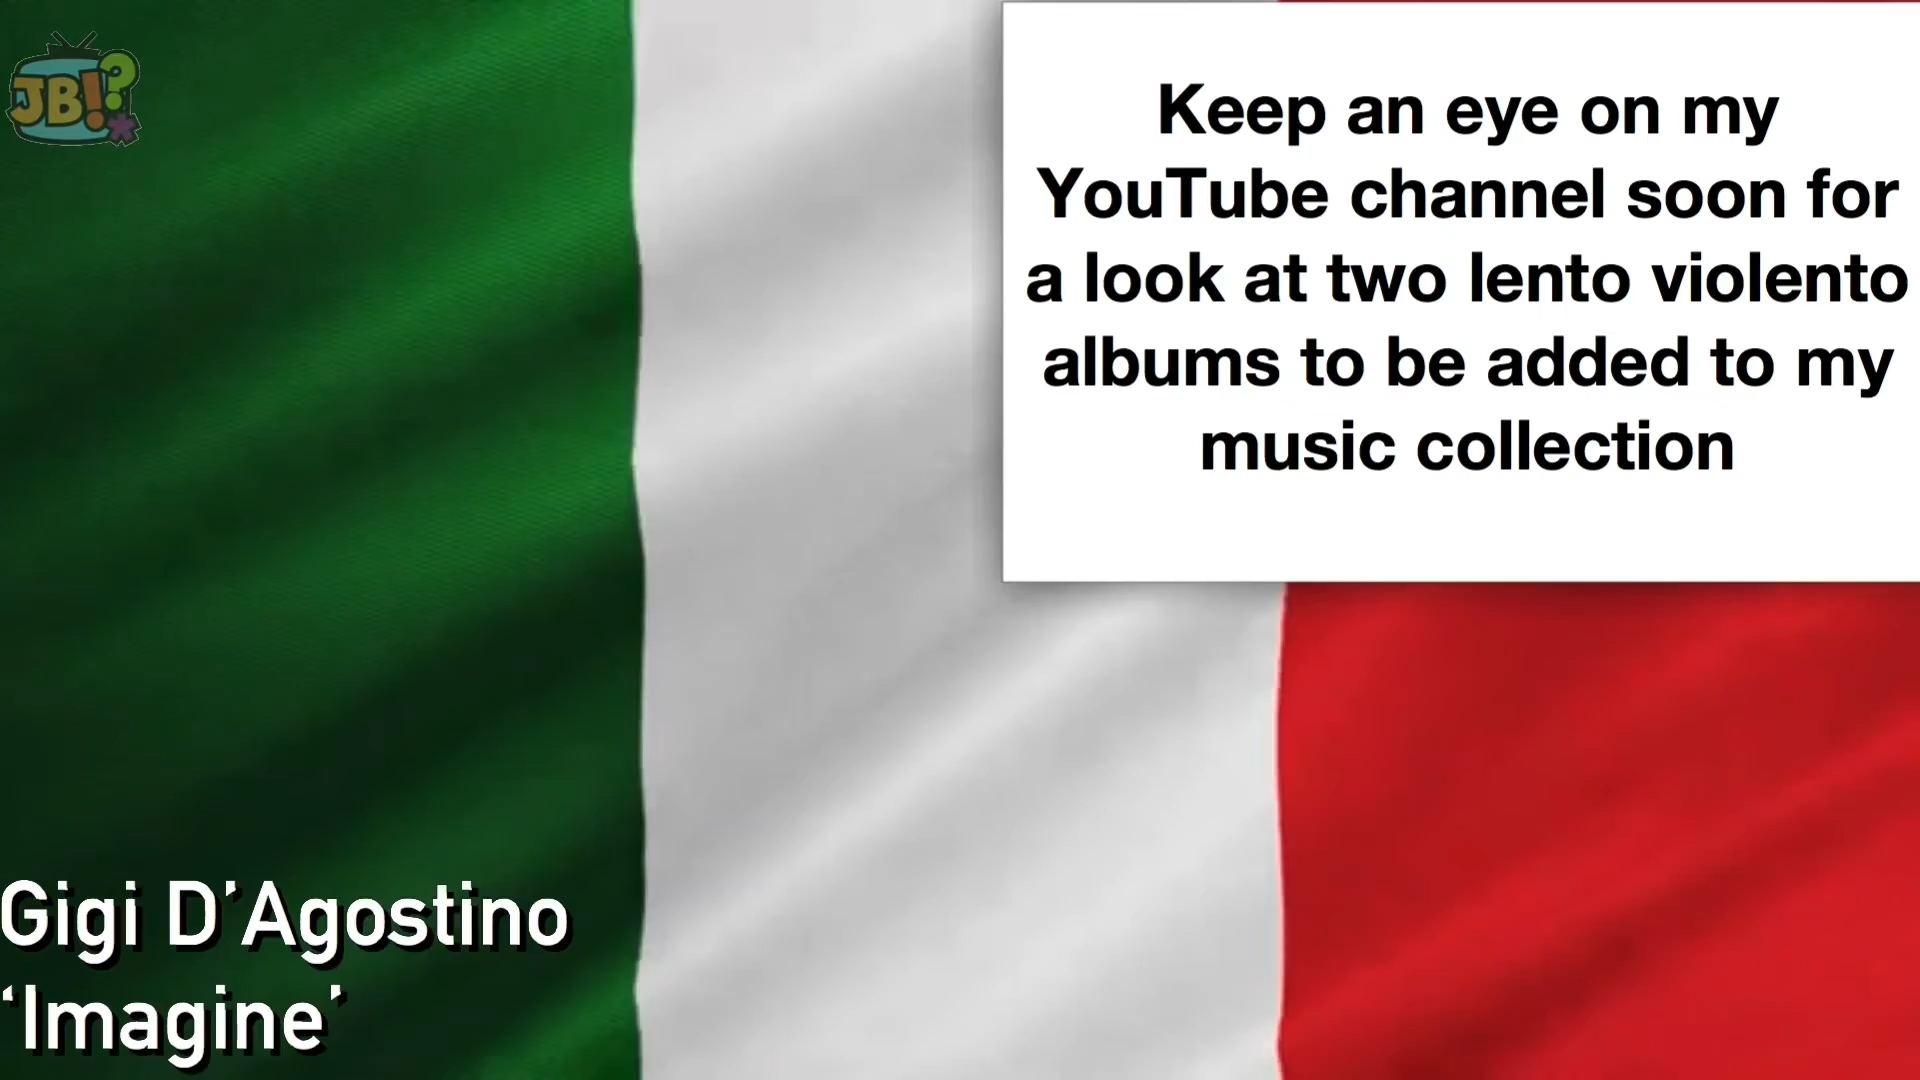 JB!?*
Keep an eye on my
YouTube channel soon for
a look at two lento violento
albums to be added to my
music collection
Gigi D'Agostino
‘Imagine’